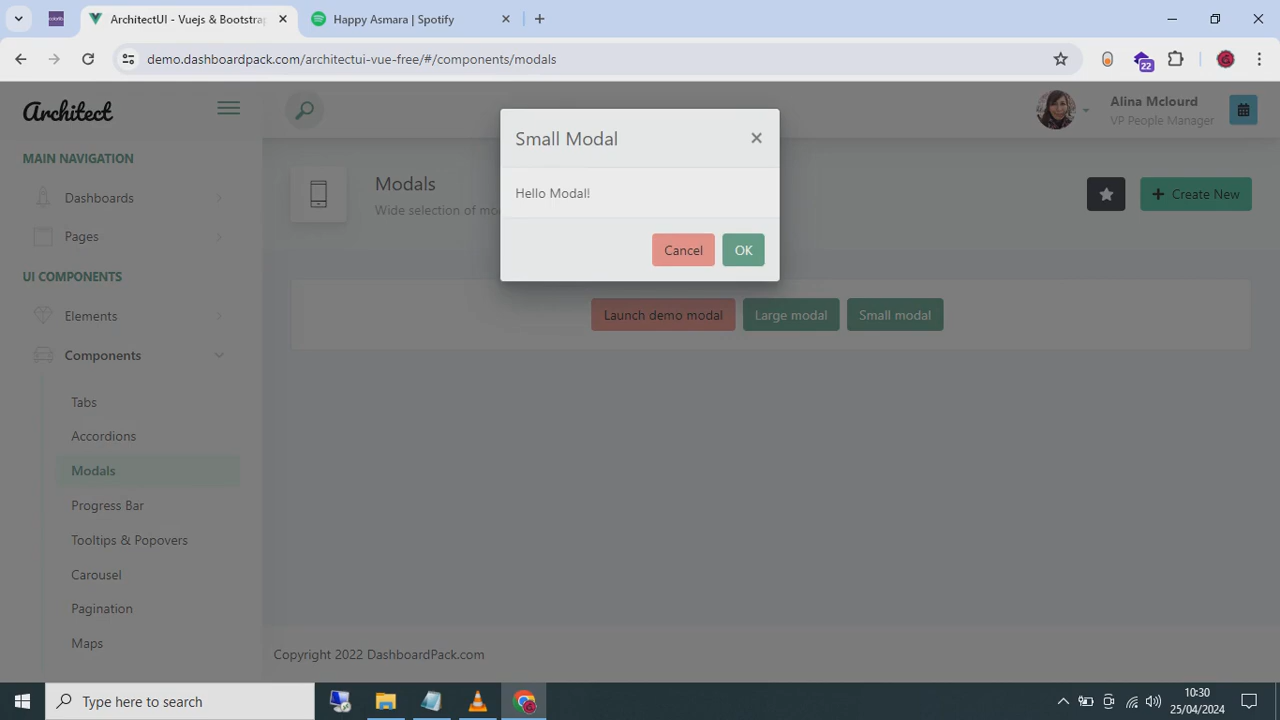 ArchitectUI - Vuejs & Bootstrap
Happy Asmara | Spotify
demo.dashboardpack.com/architectui-vue-free/#/components/modals
22
Architect
Alina Mclourd
VP People Manager
MAIN NAVIGATION
Dashboards
Pages
UI COMPONENTS
Elements
Components
Tabs
Accordions
Modals
Progress Bar
Tooltips & Popovers
Carousel
Pagination
Maps
Modals
Wide selection of mo
Create New
Small Modal
Hello Modal!
Cancel
OK
Launch demo modal
Large modal
Small modal
Copyright 2022 DashboardPack.com
Type here to search
10:30
25/04/2024